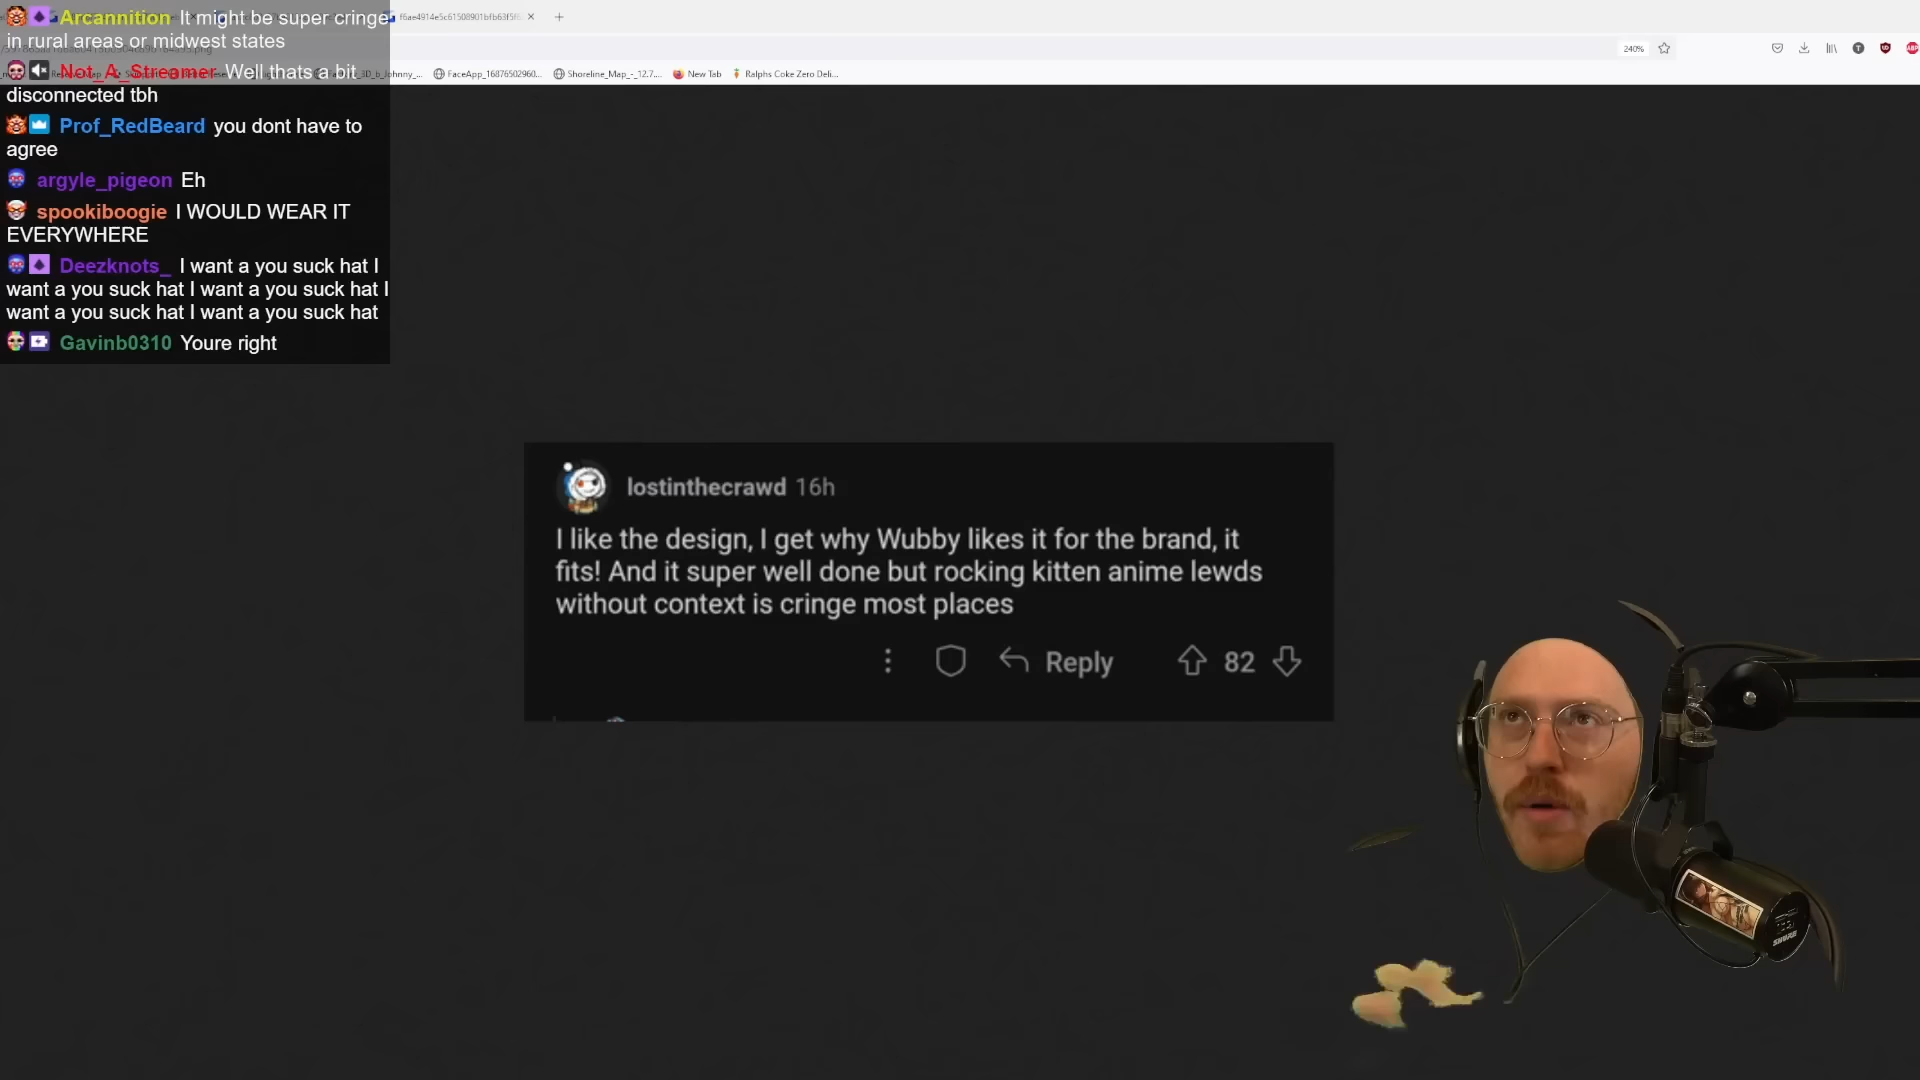 Arcannition It might be super cringe
in rural areas or midwest states
Not_A_Streamer Well thats a bit
disconnected tbh
Prof_RedBeard you dont have to
agree
argyle_pigeon Eh
spookiboogie I WOULD WEAR IT
EVERYWHERE
Deezknots_ I want a you suck hat I
want a you suck hat I want a you suck hat I
want a you suck hat I want a you suck hat
Gavinb0310 Youre right
240%
FaceApp_16876502960...
Shoreline_Map_-_12.7....
New Tab
Ralphs Coke Zero Deli...
lostinthecrawd 16h
I like the design, I get why Wubby likes it for the brand, it
fits! And it super well done but rocking kitten anime lewds
without context is cringe most places
Reply 82
SHURE